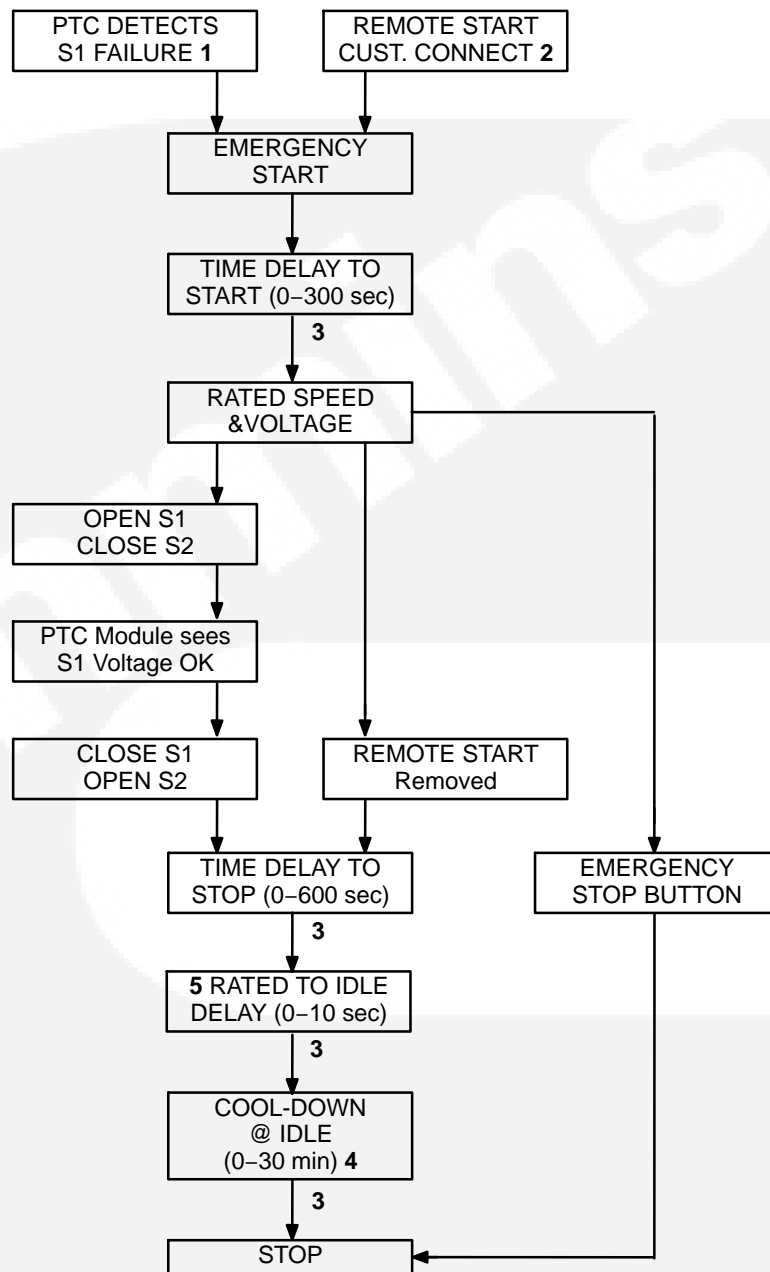 PTC DETECTS
S1 FAILURE 1
REMOTE START
CUST. CONNECT 2
EMERGENCY
START
TIME DELAY TO
START (0–300 sec)
3
RATED SPEED
&VOLTAGE
OPEN S1
CLOSE S2
PTC Module sees
S1 Voltage OK
CLOSE S1
OPEN S2
REMOTE START
Removed
TIME DELAY TO
STOP (0–600 sec)
EMERGENCY
STOP BUTTON
3
5 RATED TO IDLE
DELAY (0–10 sec)
3
COOL-DOWN
@ IDLE
(0–30 min) 4
3
STOP